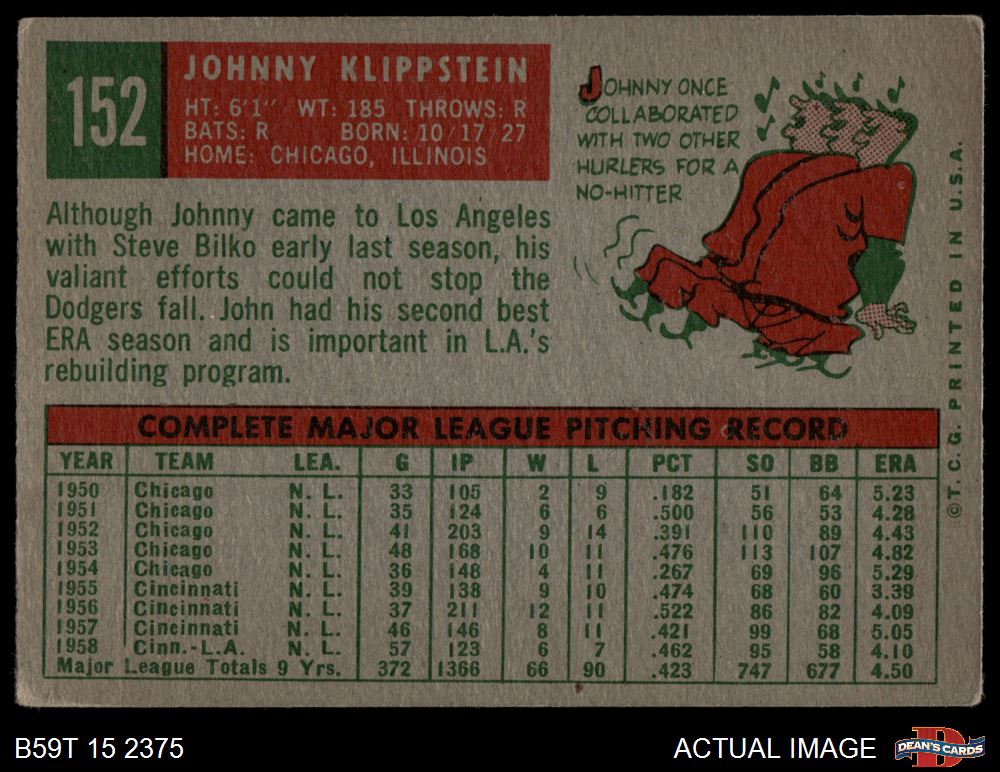 152
JOHNNY KLIPPSTEIN
HT: 6'1" WT: 185 THROWS: R
BATS: R BORN: 10/17/27
HOME: CHICAGO, ILLINOIS
JOHNNY ONCE
COLLABORATED
WITH TWO OTHER
HURLERS FOR A
NO-HITTER
Although Johnny came to Los Angeles
with Steve Bilko early last season, his
valiant efforts could not stop the
Dodgers fall. John had his second best
ERA season and is important in L.A.'s
rebuilding program.
COMPLETE MAJOR LEAGUE PITCHING RECORD
YEAR TEAM LEA. G IP W L PCT SO BB ERA
1950 Chicago N. L. 33 105 2 9 .182 51 64 5.23
1951 Chicago N. L. 35 124 6 6 .500 56 53 4.28
1952 Chicago N. L. 41 203 9 14 .391 110 89 4.43
1953 Chicago N. L. 48 168 10 11 .476 113 107 4.82
1954 Chicago N. L. 36 148 4 11 .267 69 96 5.29
1955 Cincinnati N. L. 39 138 9 10 .474 68 60 3.39
1956 Cincinnati N. L. 37 211 12 11 .522 86 82 4.09
1957 Cincinnati N. L. 46 146 8 11 .421 99 68 5.05
1958 Cinn.-L.A. N. L. 57 123 6 7 .462 95 58 4.10
Major League Totals 9 Yrs. 372 1366 66 90 .423 747 677 4.50
©T. C. G. PRINTED IN U.S.A.
B59T 15 2375
ACTUAL IMAGE
DEAN'S CARDS